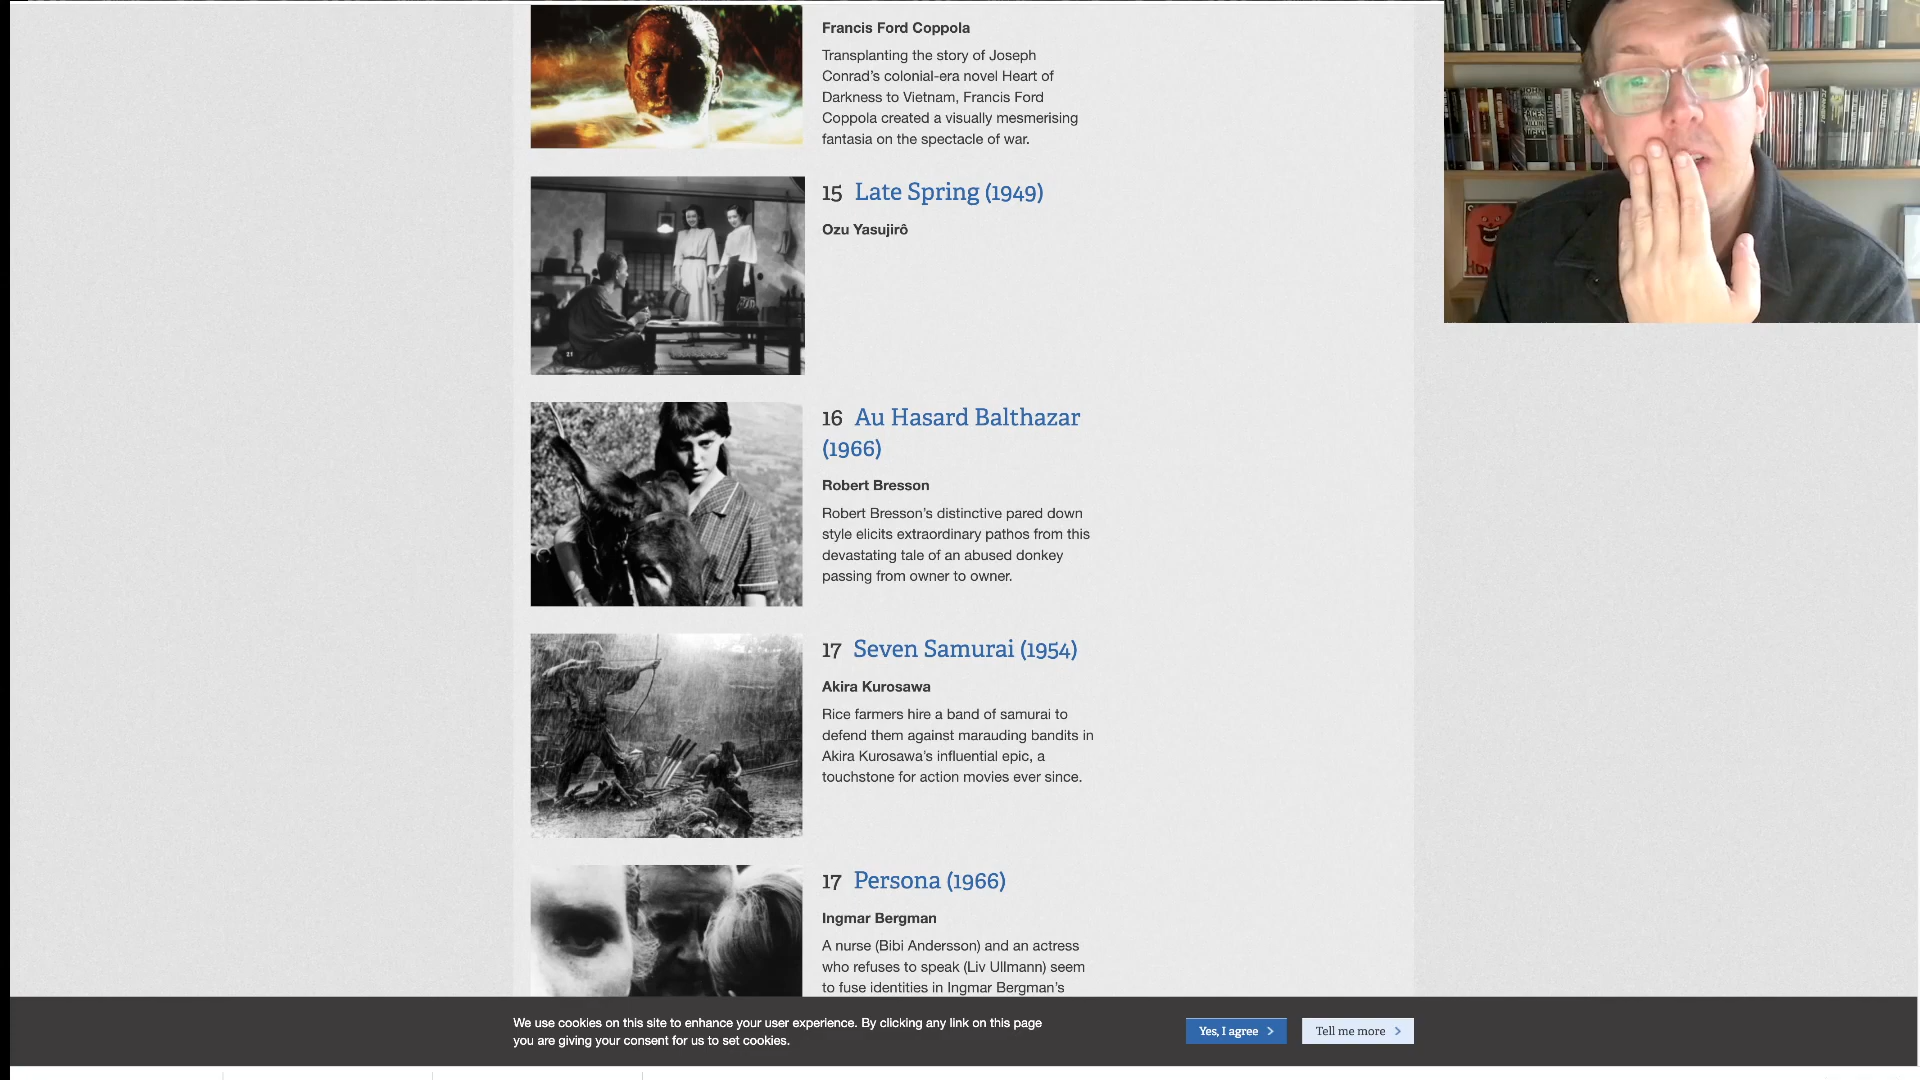 Francis Ford Coppola
Transplanting the story of Joseph
Conrad’s colonial-era novel Heart of
Darkness to Vietnam, Francis Ford
Coppola created a visually mesmerising
fantasia on the spectacle of war.
15 Late Spring (1949)
Ozu Yasujirô
16 Au Hasard Balthazar
(1966)
Robert Bresson
Robert Bresson’s distinctive pared down
style elicits extraordinary pathos from this
devastating tale of an abused donkey
passing from owner to owner.
17 Seven Samurai (1954)
Akira Kurosawa
Rice farmers hire a band of samurai to
defend them against marauding bandits in
Akira Kurosawa’s influential epic, a
touchstone for action movies ever since.
17 Persona (1966)
Ingmar Bergman
A nurse (Bibi Andersson) and an actress
who refuses to speak (Liv Ullmann) seem
to fuse identities in Ingmar Bergman’s
We use cookies on this site to enhance your user experience. By clicking any link on this page
you are giving your consent for us to set cookies.
Yes, I agree
Tell me more
JOHN
FACES